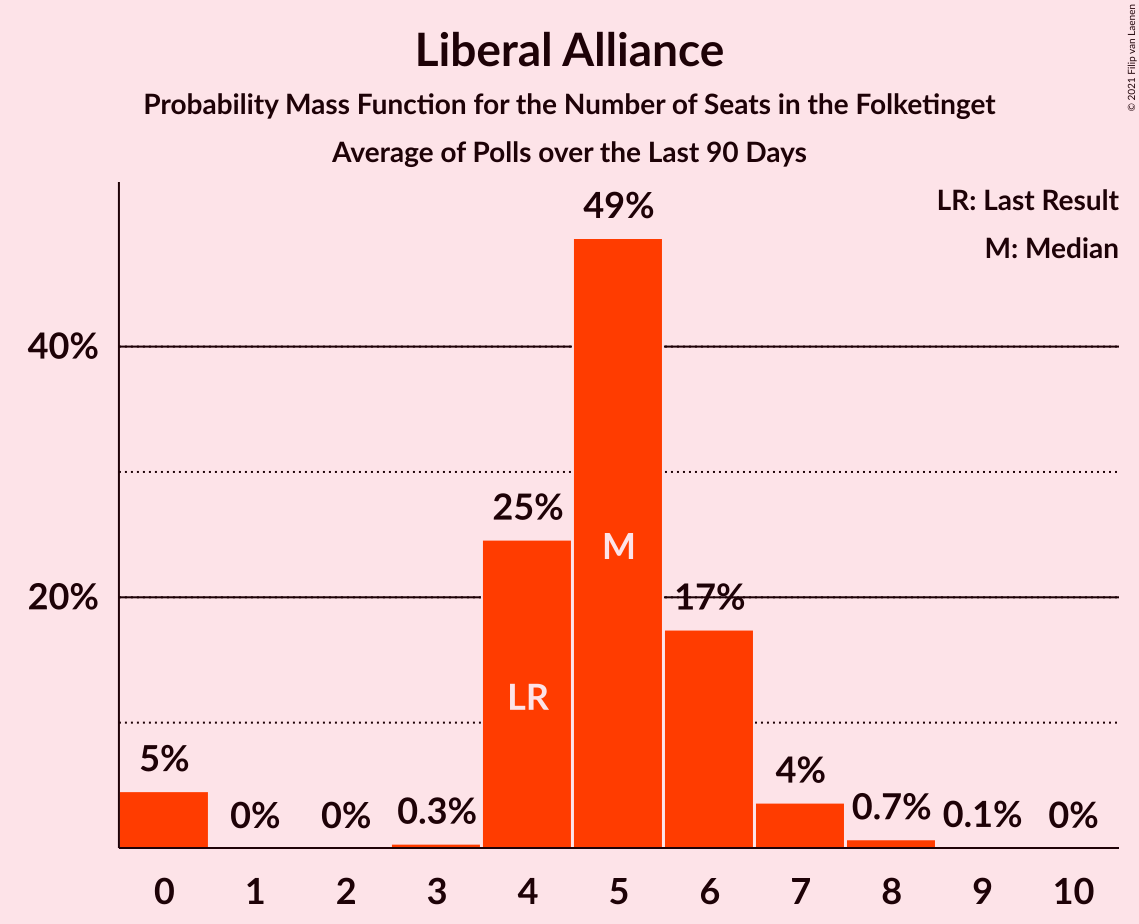 Liberal Alliance
Probability Mass Function for the Number of Seats in the Folketinget
Average of Polls over the Last 90 Days
© 2021 Filip van Laenen
LR: Last Result
M: Median
49%
40%
25%
M
20%
17%
LR
5%
0%
0%
0.3%
4%
0.7%
0.1%
0%
0 1 2 3 4 5 6 7 8 9 10